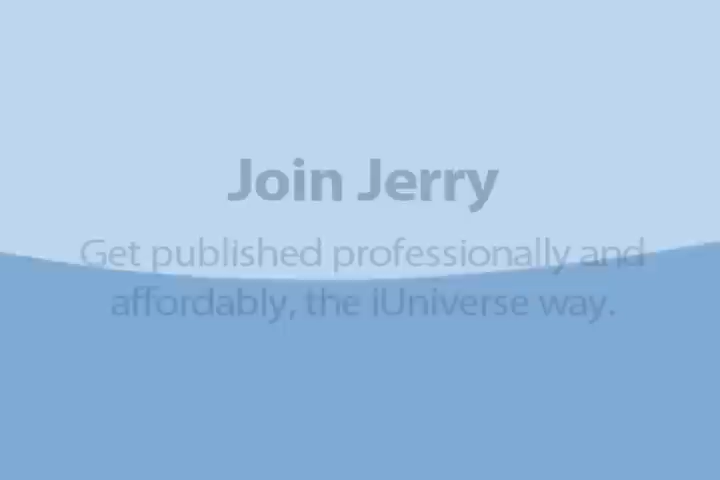 Join Jerry
Get published professionally and
affordably, the iUniverse way.